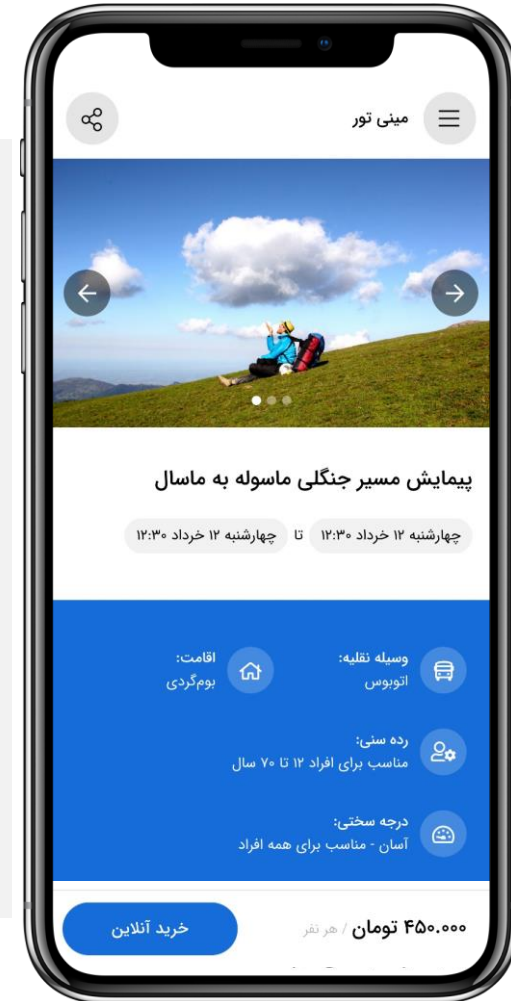 مینی تور
پیمایش مسیر جنگلی ماسوله به ماسال
چهارشنبه ۱۲ خرداد ۱۲:۳۰ تا چهارشنبه ۱۲ خرداد ۱۲:۳۰
وسیله نقلیه:
اتوبوس
اقامت:
بوم‌گردی
رده سنی:
مناسب برای افراد ۱۲ تا ۷۰ سال
درجه سختی:
آسان - مناسب برای همه افراد
۴۵۰.۰۰۰ تومان / هر نفر
خرید آنلاین